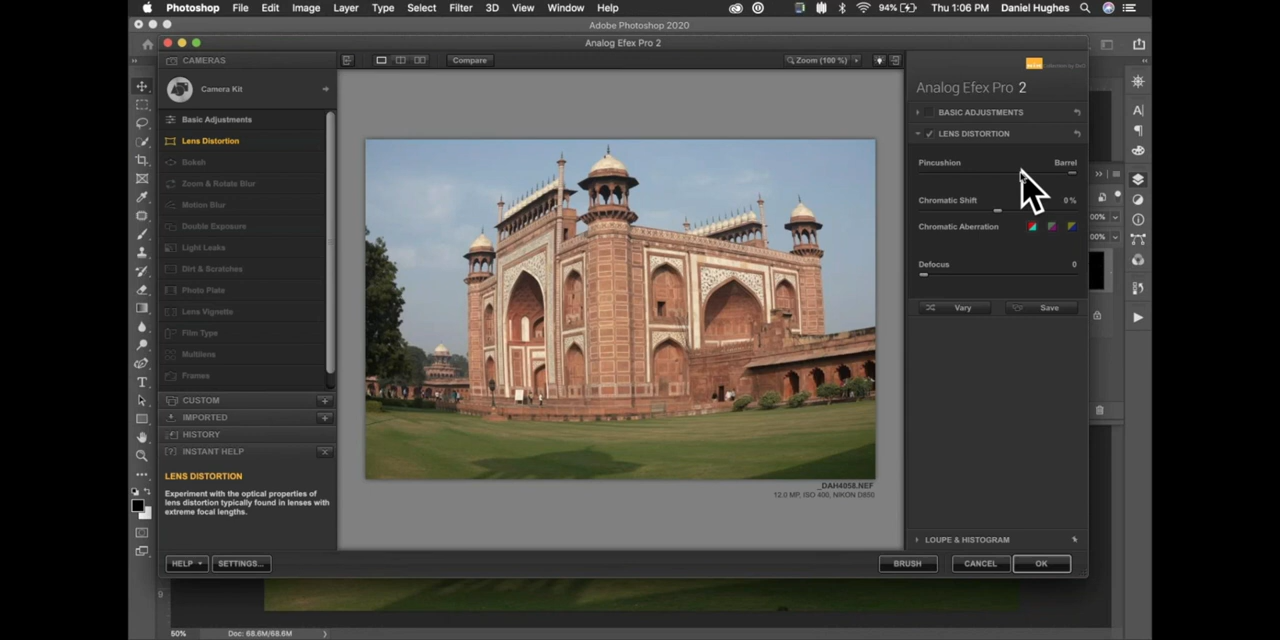 Photoshop File Edit Image Layer Type Select Filter 3D View Window Help 94% Thu 1:06 PM Daniel Hughes
Adobe Photoshop 2020
Analog Efex Pro 2
CAMERAS
Compare
Zoom (100 %)
Camera Kit
Analog Efex Pro 2
Basic Adjustments
BASIC ADJUSTMENTS
Lens Distortion
LENS DISTORTION
Bokeh
Pincushion Barrel
Zoom & Rotate Blur
Motion Blur
Chromatic Shift 0 %
Double Exposure
Chromatic Aberration
Light Leaks
Dirt & Scratches
Defocus 0
Photo Plate
Lens Vignette
Vary Save
Film Type
Multilens
Frames
CUSTOM
IMPORTED
HISTORY
INSTANT HELP
LENS DISTORTION
Experiment with the optical properties of
lens distortion typically found in lenses with
extreme focal lengths.
_DAH4058.NEF
12.0 MP, ISO 400, NIKON D850
LOUPE & HISTOGRAM
HELP SETTINGS... BRUSH CANCEL OK
9
50% Doc: 68.6M/68.6M